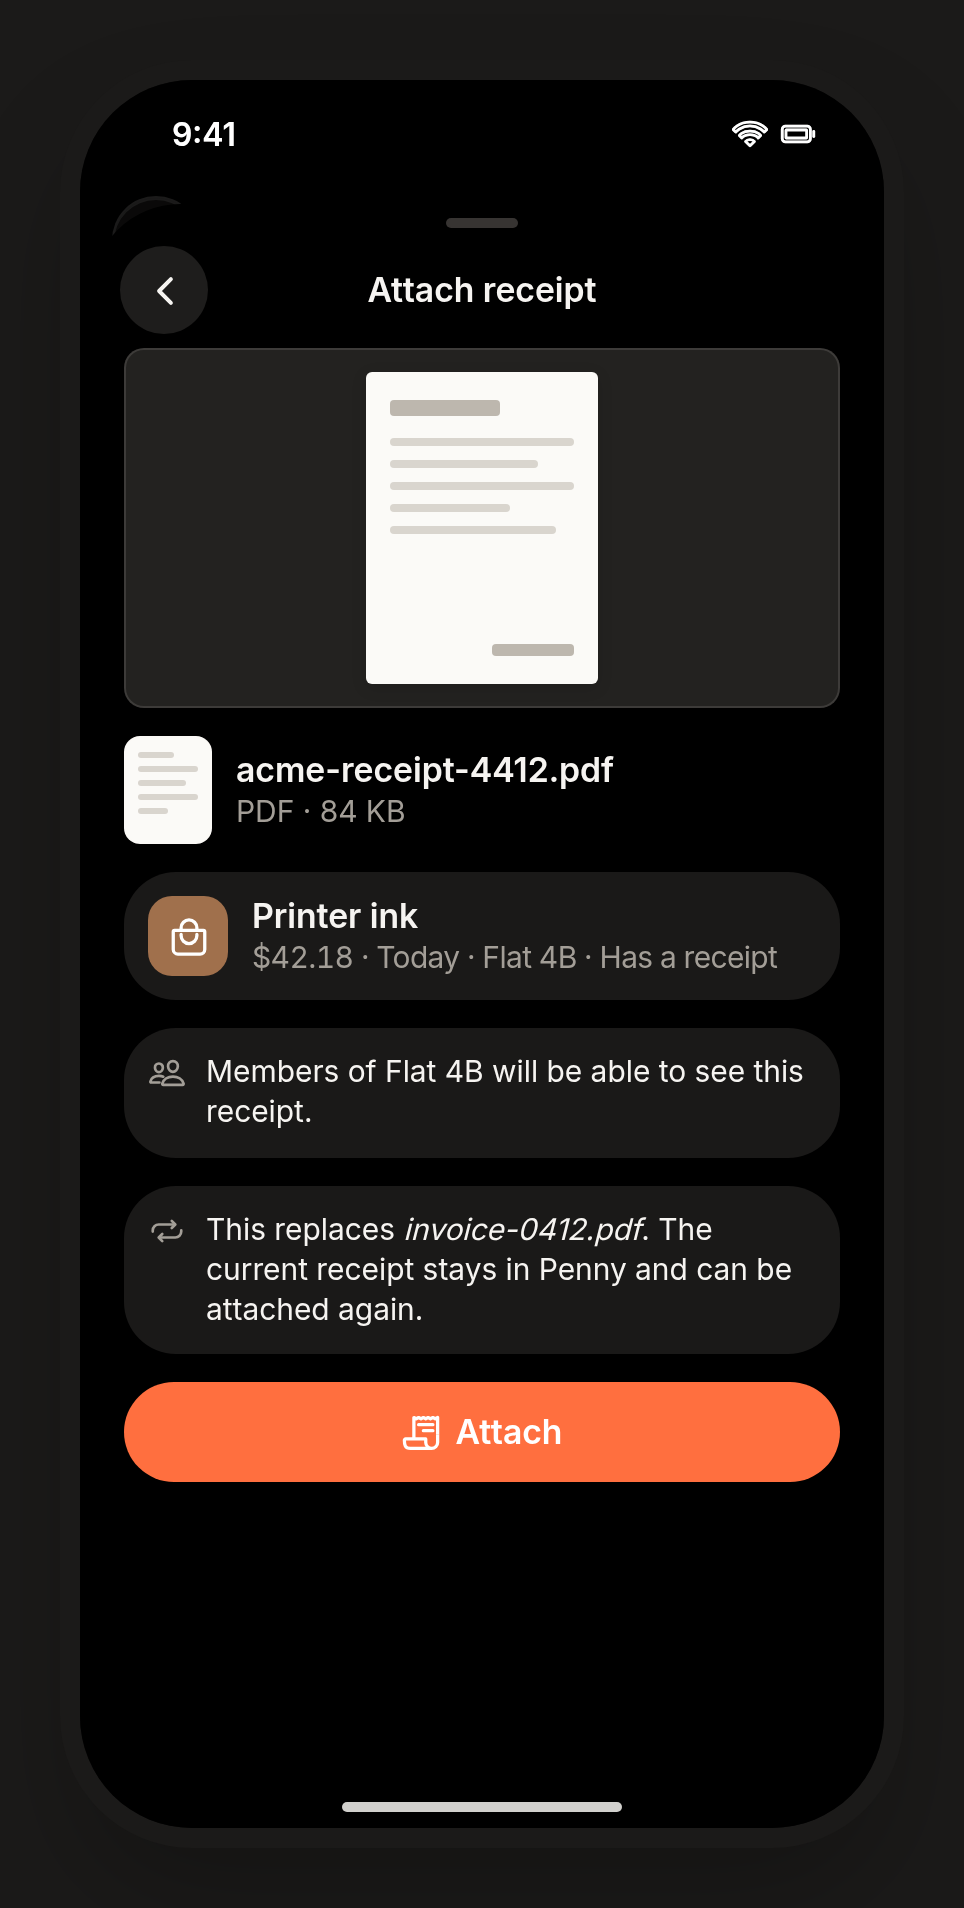 9:41
Attach receipt
acme-receipt-4412.pdf
PDF · 84 KB
Printer ink
$42.18 · Today · Flat 4B · Has a receipt
Members of Flat 4B will be able to see this
receipt.
This replaces invoice-0412.pdf. The
current receipt stays in Penny and can be
attached again.
Attach